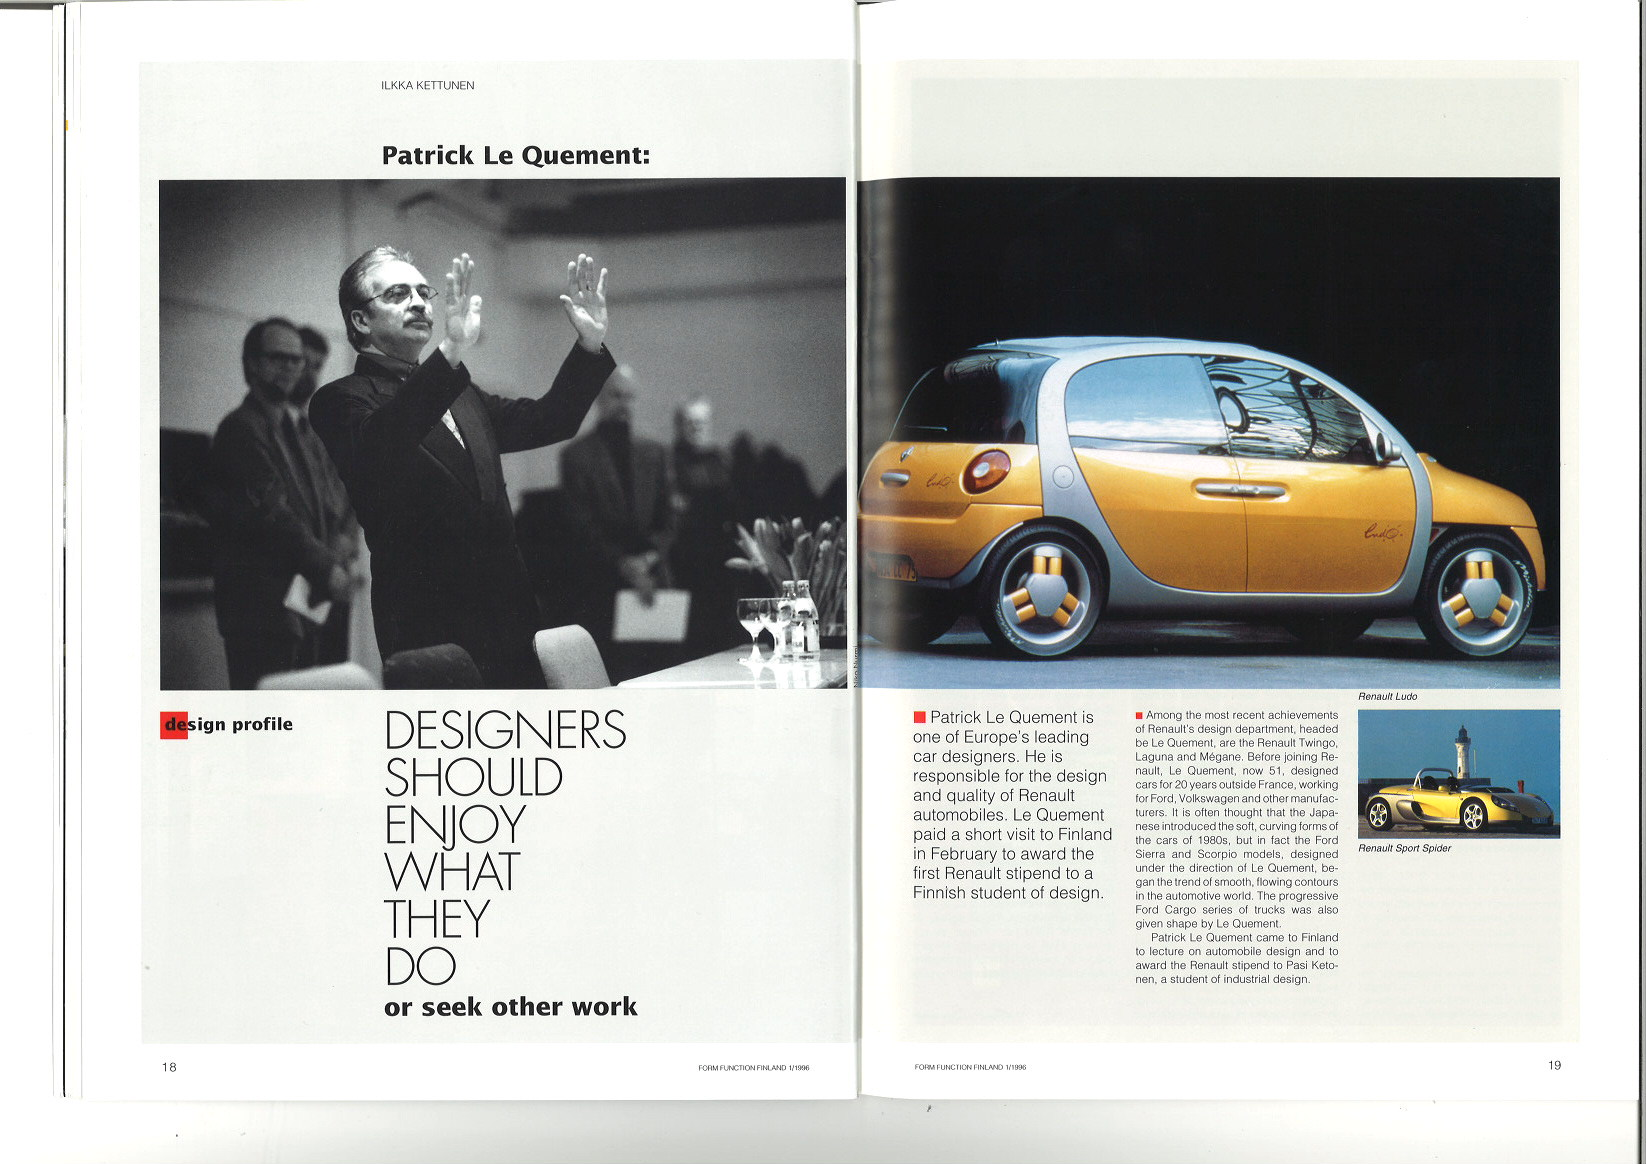 ILKKA KETTUNEN
Patrick Le Quement:
design profile
DESIGNERS
SHOULD
ENJOY
WHAT
THEY
DO
or seek other work
18
FORM FUNCTION FINLAND 1/1996
ludo
ludo
Renault Ludo
Patrick Le Quement is
one of Europe's leading
car designers. He is
responsible for the design
and quality of Renault
automobiles. Le Quement
paid a short visit to Finland
in February to award the
first Renault stipend to a
Finnish student of design.
Among the most recent achievements
of Renault's design department, headed
be Le Quement, are the Renault Twingo,
Laguna and Mégane. Before joining Re-
nault, Le Quement, now 51, designed
cars for 20 years outside France, working
for Ford, Volkswagen and other manufac-
turers. It is often thought that the Japa-
nese introduced the soft, curving forms of
the cars of 1980s, but in fact the Ford
Sierra and Scorpio models, designed
under the direction of Le Quement, be-
gan the trend of smooth, flowing contours
in the automotive world. The progressive
Ford Cargo series of trucks was also
given shape by Le Quement.
Patrick Le Quement came to Finland
to lecture on automobile design and to
award the Renault stipend to Pasi Keto-
nen, a student of industrial design.
Renault Sport Spider
FORM FUNCTION FINLAND 1/1996
19